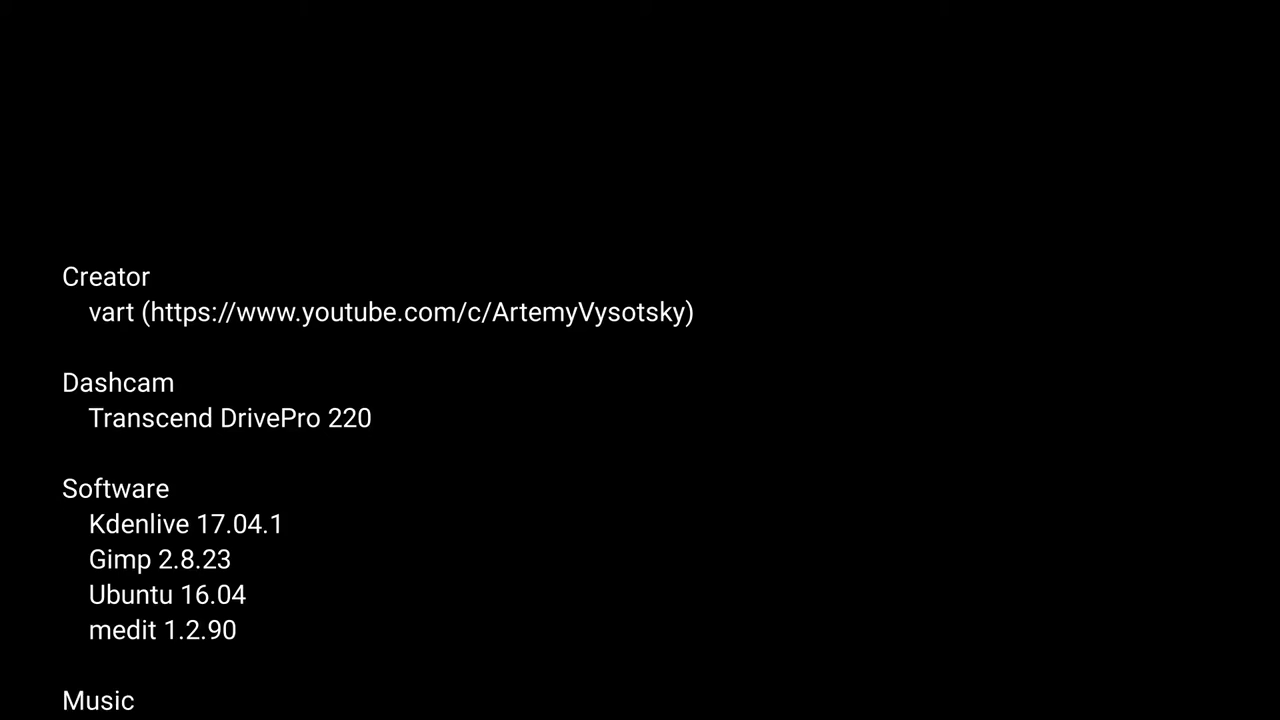 Creator
vart (https://www.youtube.com/c/ArtemyVysotsky)
Dashcam
Transcend DrivePro 220
Software
Kdenlive 17.04.1
Gimp 2.8.23
Ubuntu 16.04
medit 1.2.90
Music